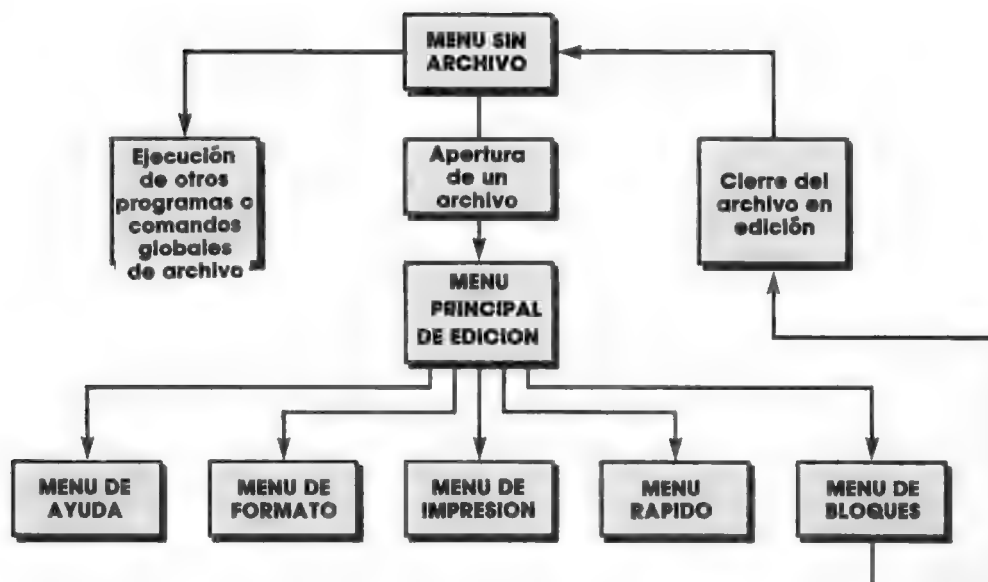 MENU SIN
ARCHIVO
Ejecución
de otros
programas o
comandos
globales
de archivo
Apertura
de un
archivo
Cierre del
archivo en
edición
MENU
PRINCIPAL
DE EDICION
MENU DE
AYUDA
MENU DE
FORMATO
MENU DE
IMPRESION
MENU
RAPIDO
MENU DE
BLOQUES